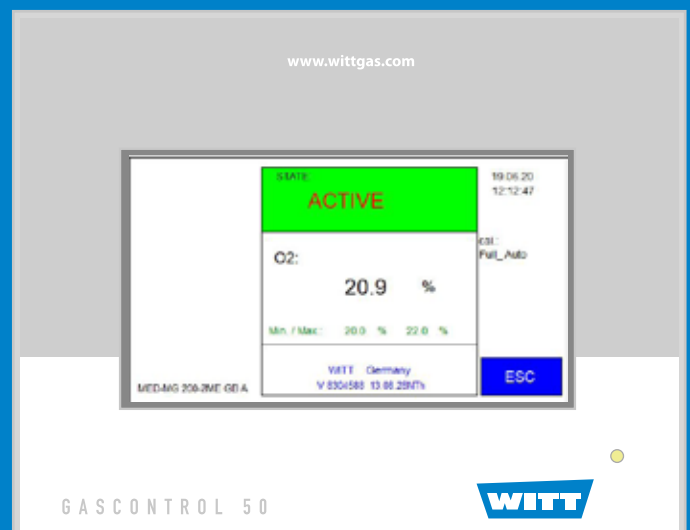 www.wittgas.com
STATE:
ACTIVE
19.06.20
12:12:47
O2:
20.9 %
cal.:
Full_Auto
Min. / Max.: 20.0 % 22.0 %
WITT Germany
ESC
GASCONTROL 50
WITT